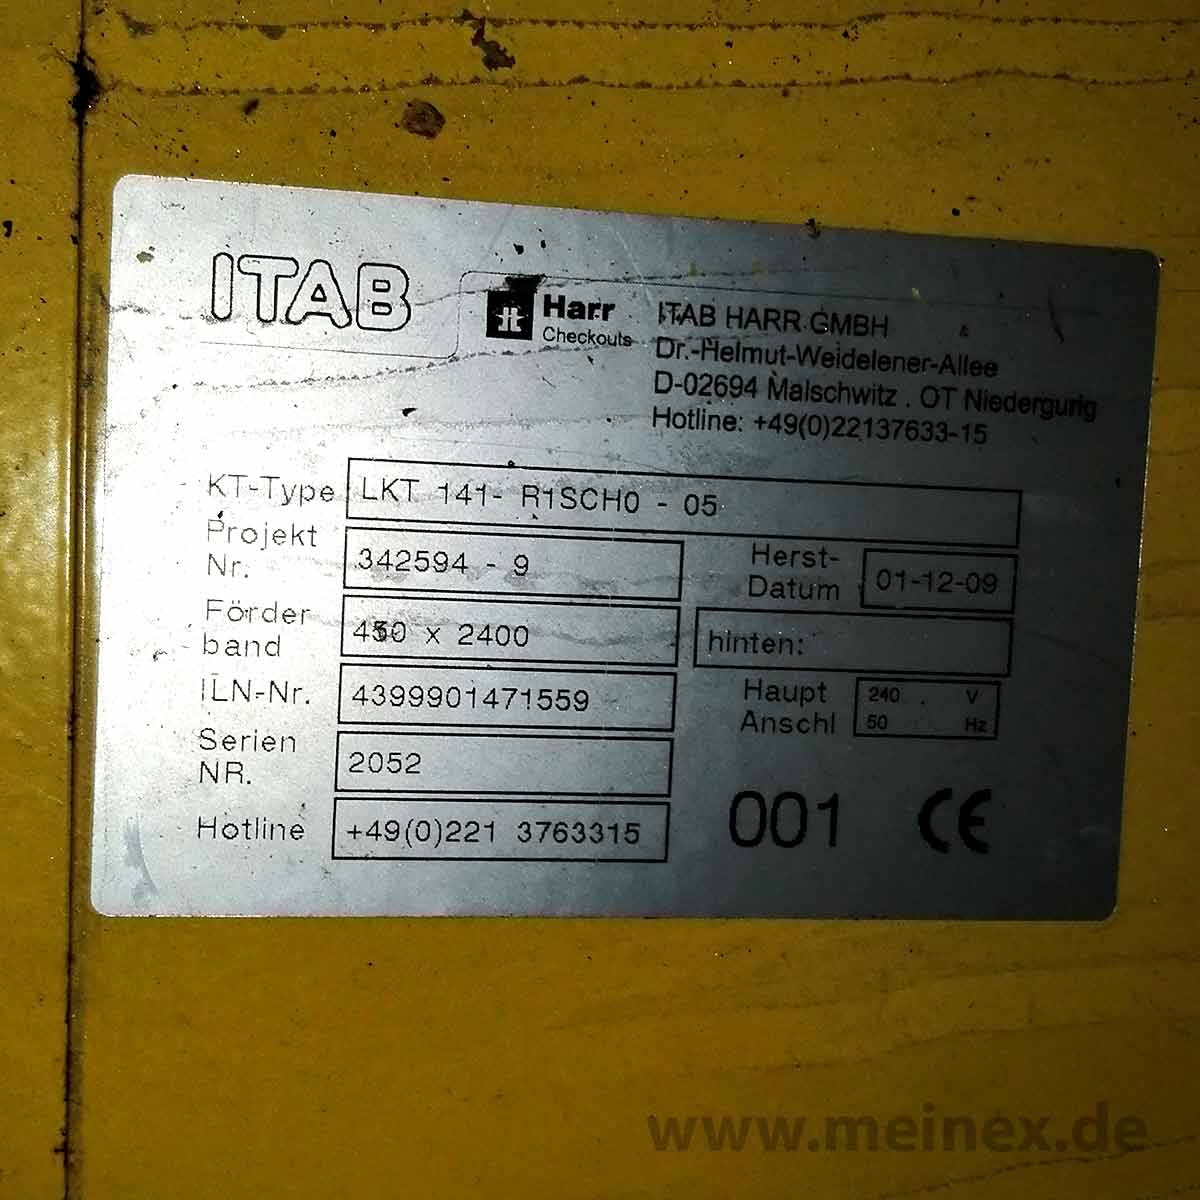 ITAB
Harr
Checkouts
ITAB HARR GMBH
Dr.-Helmut-Weidelener-Allee
D-02694 Malschwitz . OT Niedergurig
Hotline: +49(0)22137633-15
KT-Type LKT 141- R1SCH0 - 05
Projekt
Nr. 342594 - 9
Herst-
Datum 01-12-09
Förder
band x 2400
hinten:
ILN-Nr. 4399901471559
Haupt
Anschl 240 V
50 Hz
Serien
NR. 2052
Hotline +49(0)221 3763315
001 CE
www.meinex.de